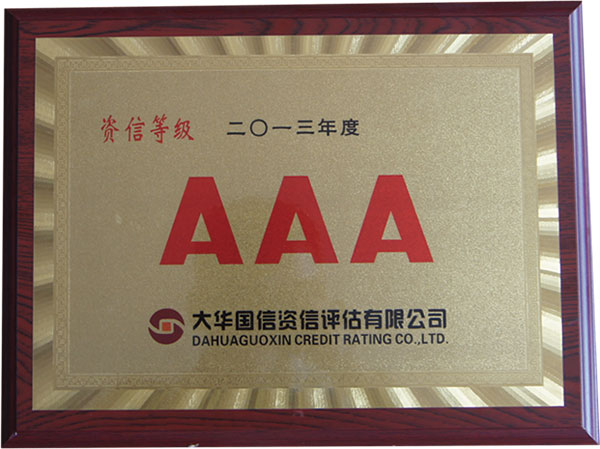 资信等级 二〇一三年度
AAA
大华国信资信评估有限公司
DAHUAGUOXIN CREDIT RATING CO.,LTD.